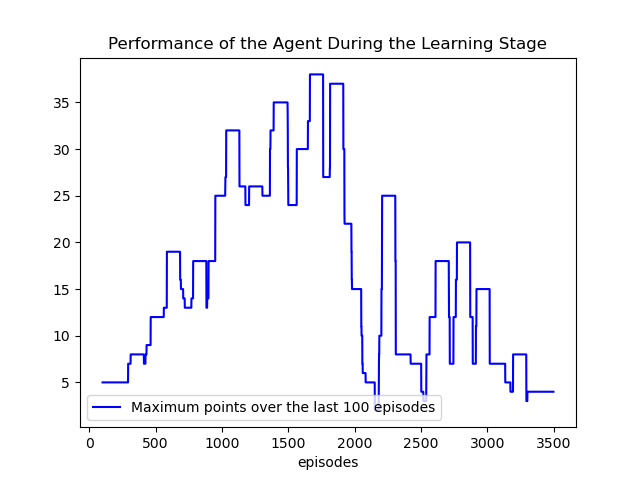 Performance of the Agent During the Learning Stage
35
30
25
20
15
10
5
Maximum points over the last 100 episodes
0 500 1000 1500 2000 2500 3000 3500
episodes